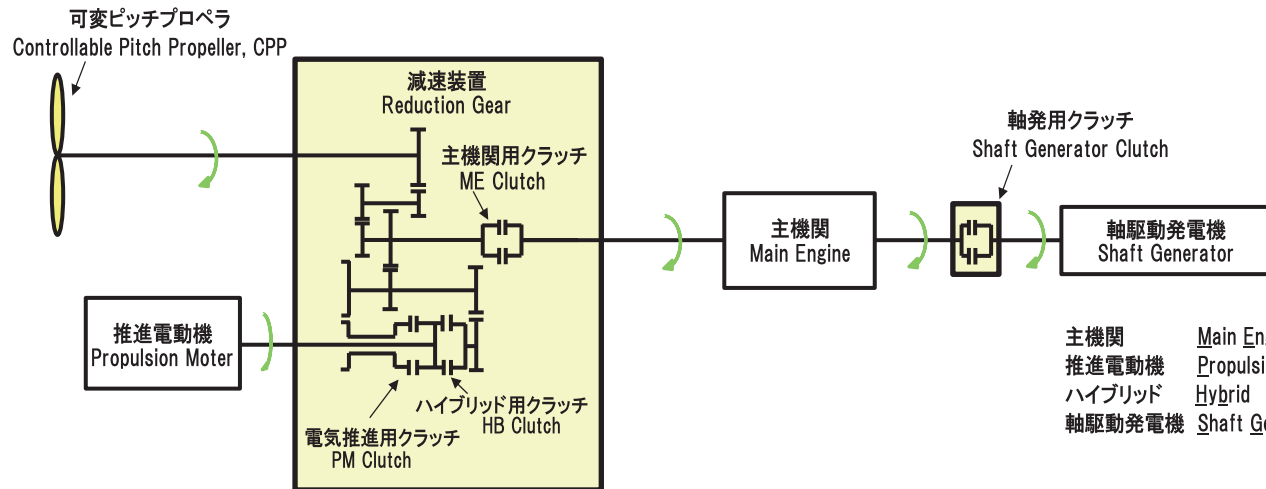 可変ピッチプロペラ
Controllable Pitch Propeller, CPP
減速装置
Reduction Gear
主機関用クラッチ
ME Clutch
軸発用クラッチ
Shaft Generator Clutch
主機関
Main Engine
軸駆動発電機
Shaft Generator
推進電動機
Propulsion Moter
ハイブリッド用クラッチ
HB Clutch
電気推進用クラッチ
PM Clutch
主機関 Main En
推進電動機 Propulsi
ハイブリッド Hybrid
軸駆動発電機 Shaft Ge